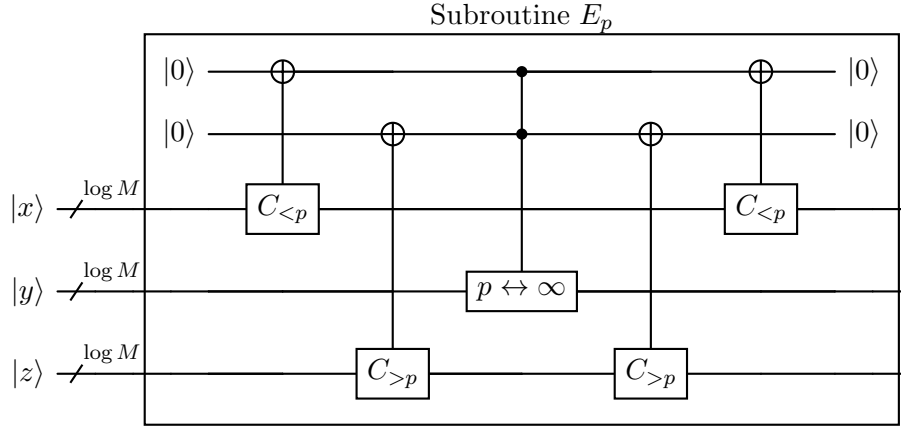 Subroutine $E_p$
|0⟩ |0⟩
|0⟩ |0⟩
|x⟩ log M $C_{<p}$ $C_{<p}$
|y⟩ log M p ↔ ∞
|z⟩ log M $C_{>p}$ $C_{>p}$